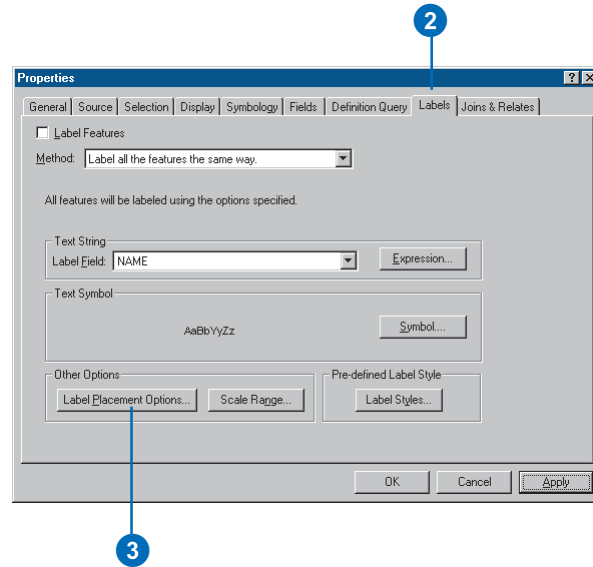 2
Properties
? ×
General Source Selection Display Symbology Fields Definition Query Labels Joins & Relates
Label Features
Method: Label all the features the same way.
All features will be labeled using the options specified.
Text String
Label Field: NAME Expression...
Text Symbol
AaBbYyZz Symbol....
Other Options Pre-defined Label Style
Label Placement Options... Scale Range... Label Styles...
OK Cancel Apply
3